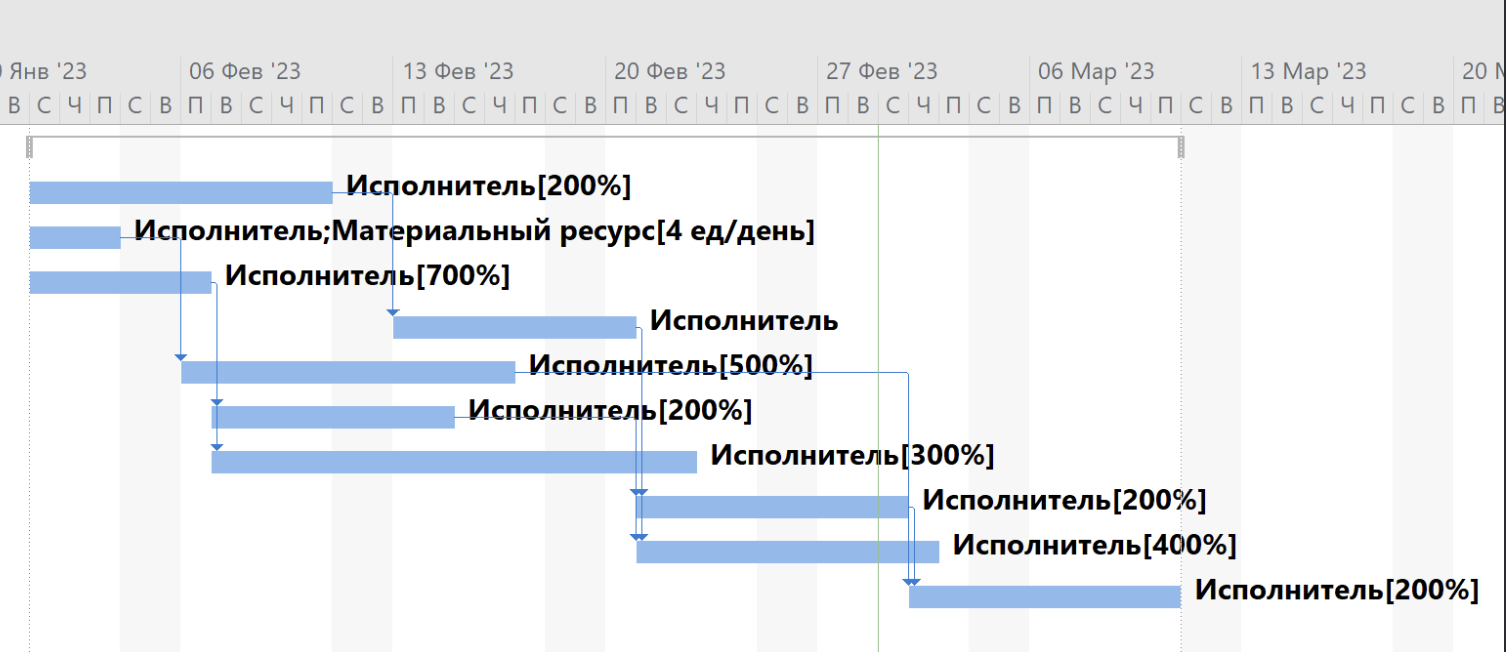 Янв '23 06 Фев '23 13 Фев '23 20 Фев '23 27 Фев '23 06 Мар '23 13 Мар '23 20
В С Ч П С В П В С Ч П С В П В С Ч П С В П В С Ч П С В П В С Ч П С В П В С Ч П С В П В С Ч П С В П В
Исполнитель[200%]
Исполнитель;Материальный ресурс[4 ед/день]
Исполнитель[700%]
Исполнитель
Исполнитель[500%]
Исполнитель[200%]
Исполнитель[300%]
Исполнитель[200%]
Исполнитель[400%]
Исполнитель[200%]